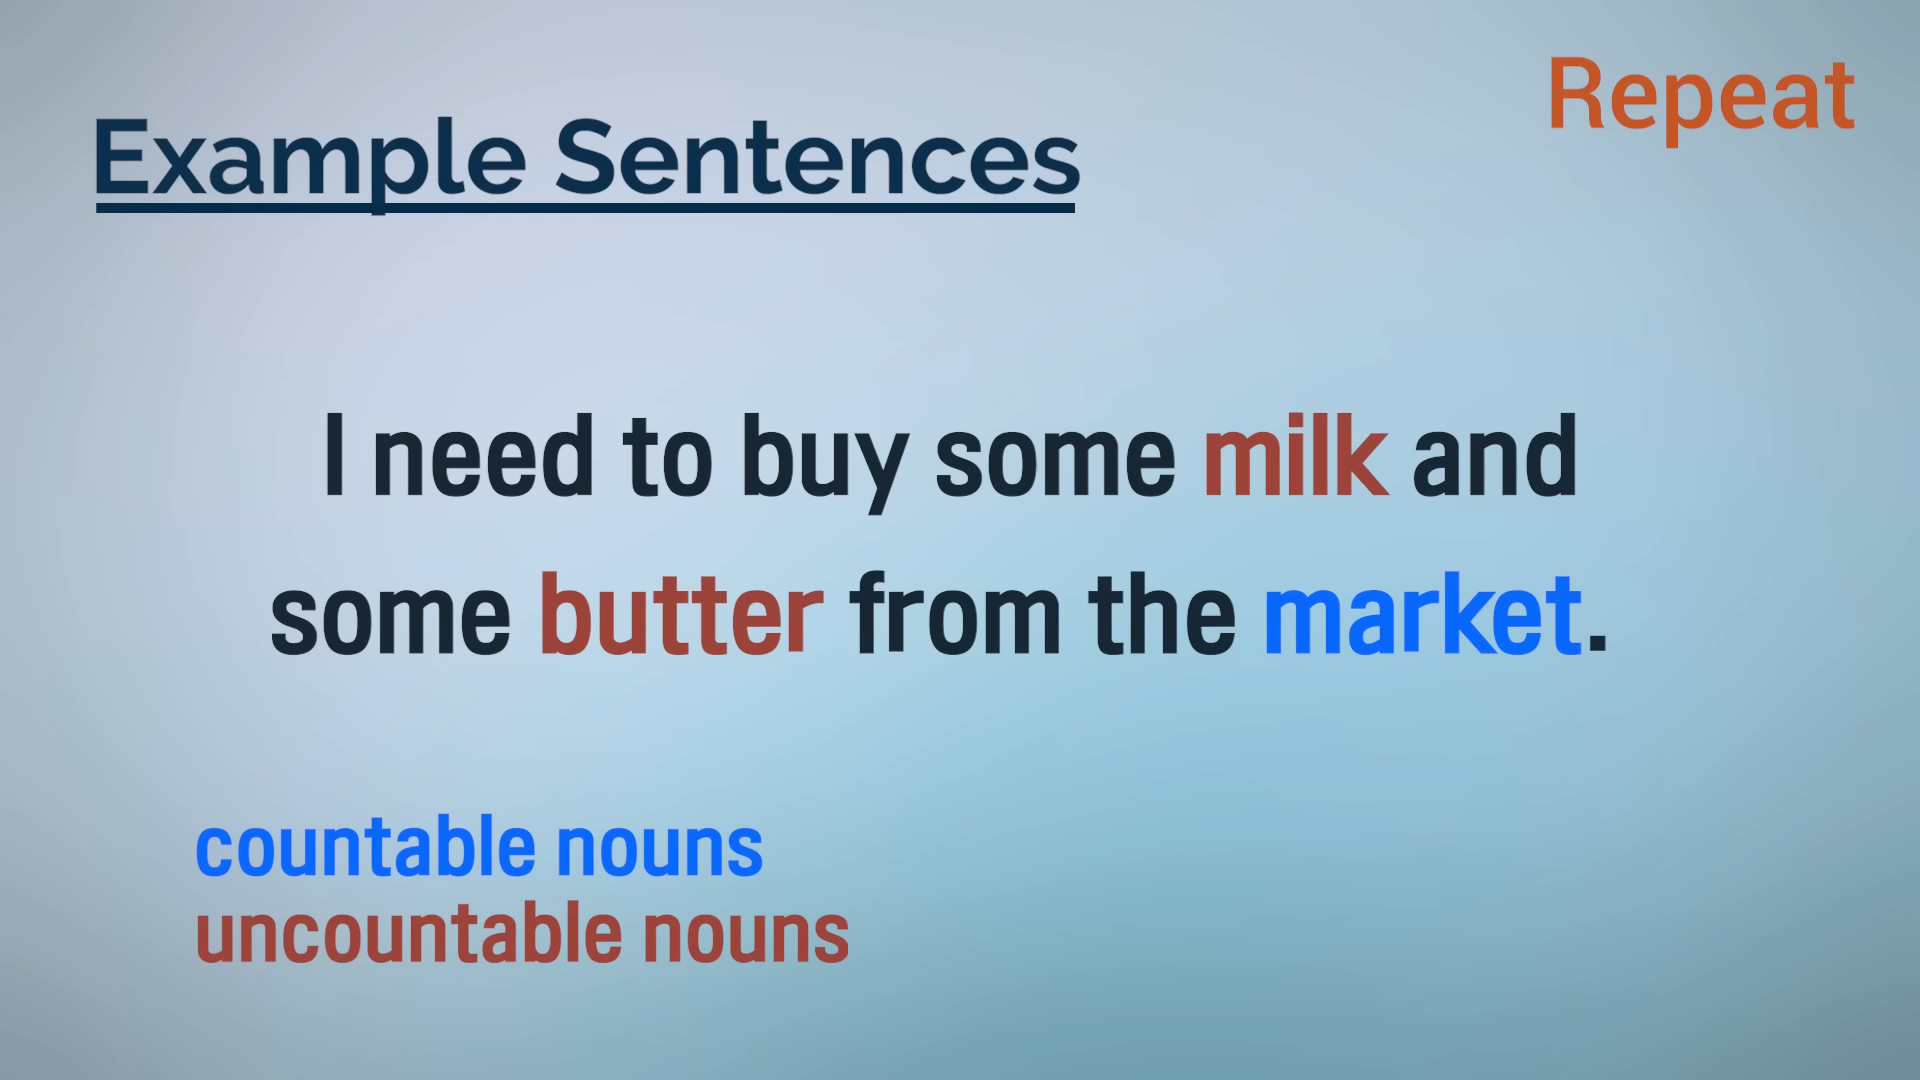 Repeat
Example Sentences
I need to buy some milk and
some butter from the market.
countable nouns
uncountable nouns